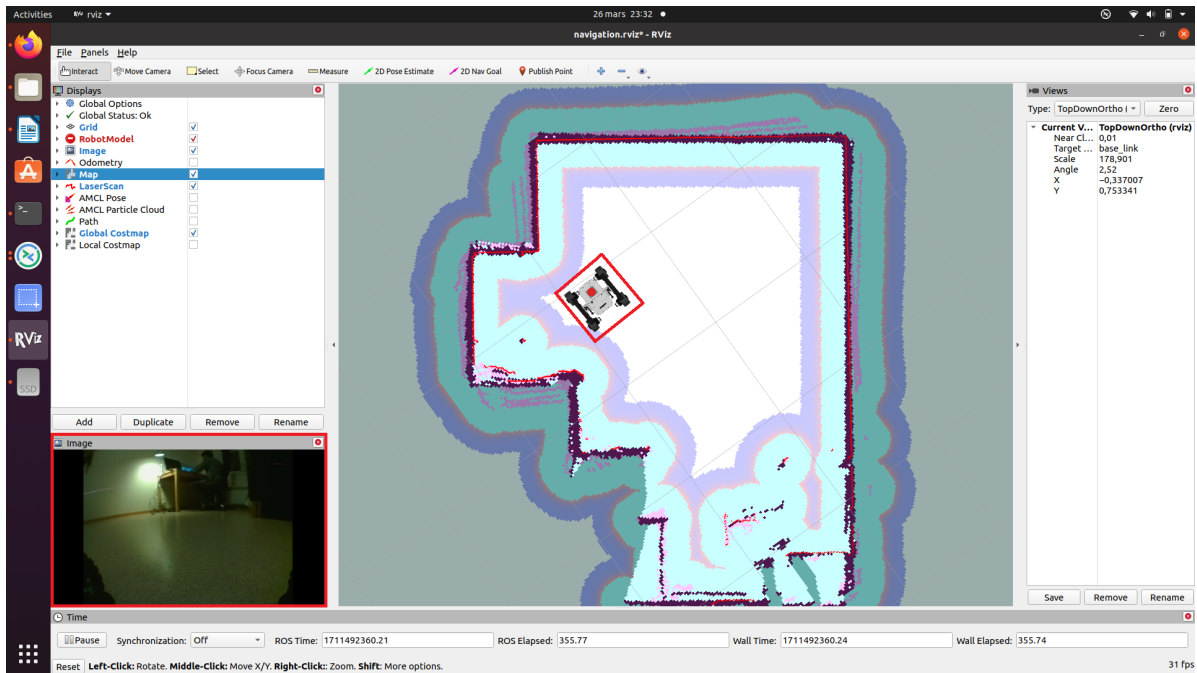 Activities
RViz rviz
26 mars 23:32
navigation.rviz* - RViz
File Panels Help
Interact Move Camera Select Focus Camera Measure 2D Pose Estimate 2D Nav Goal Publish Point
Displays
Global Options
Global Status: Ok
Grid
RobotModel
Image
Odometry
Map
LaserScan
AMCL Pose
AMCL Particle Cloud
Path
Global Costmap
Local Costmap
Add Duplicate Remove Rename
Image
RViz
SSD
Views
Type: TopDownOrtho ( Zero
Current V... TopDownOrtho (rviz)
Near Cl... 0,01
Target ... base_link
Scale 178,901
Angle 2,52
X −0,337007
Y 0,753341
Save Remove Rename
Time
Pause Synchronization: Off ROS Time: 1711492360.21 ROS Elapsed: 355.77 Wall Time: 1711492360.24 Wall Elapsed: 355.74
Reset Left-Click: Rotate. Middle-Click: Move X/Y. Right-Click:: Zoom. Shift: More options. 31 fps